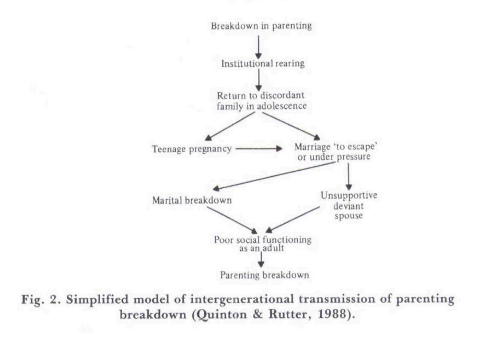 Breakdown in parenting
Institutional rearing
Return to discordant
family in adolescence
Teenage pregnancy
Marriage 'to escape'
or under pressure
Marital breakdown
Unsupportive
deviant
spouse
Poor social functioning
as an adult
Parenting breakdown
Fig. 2. Simplified model of intergenerational transmission of parenting
breakdown (Quinton & Rutter, 1988).